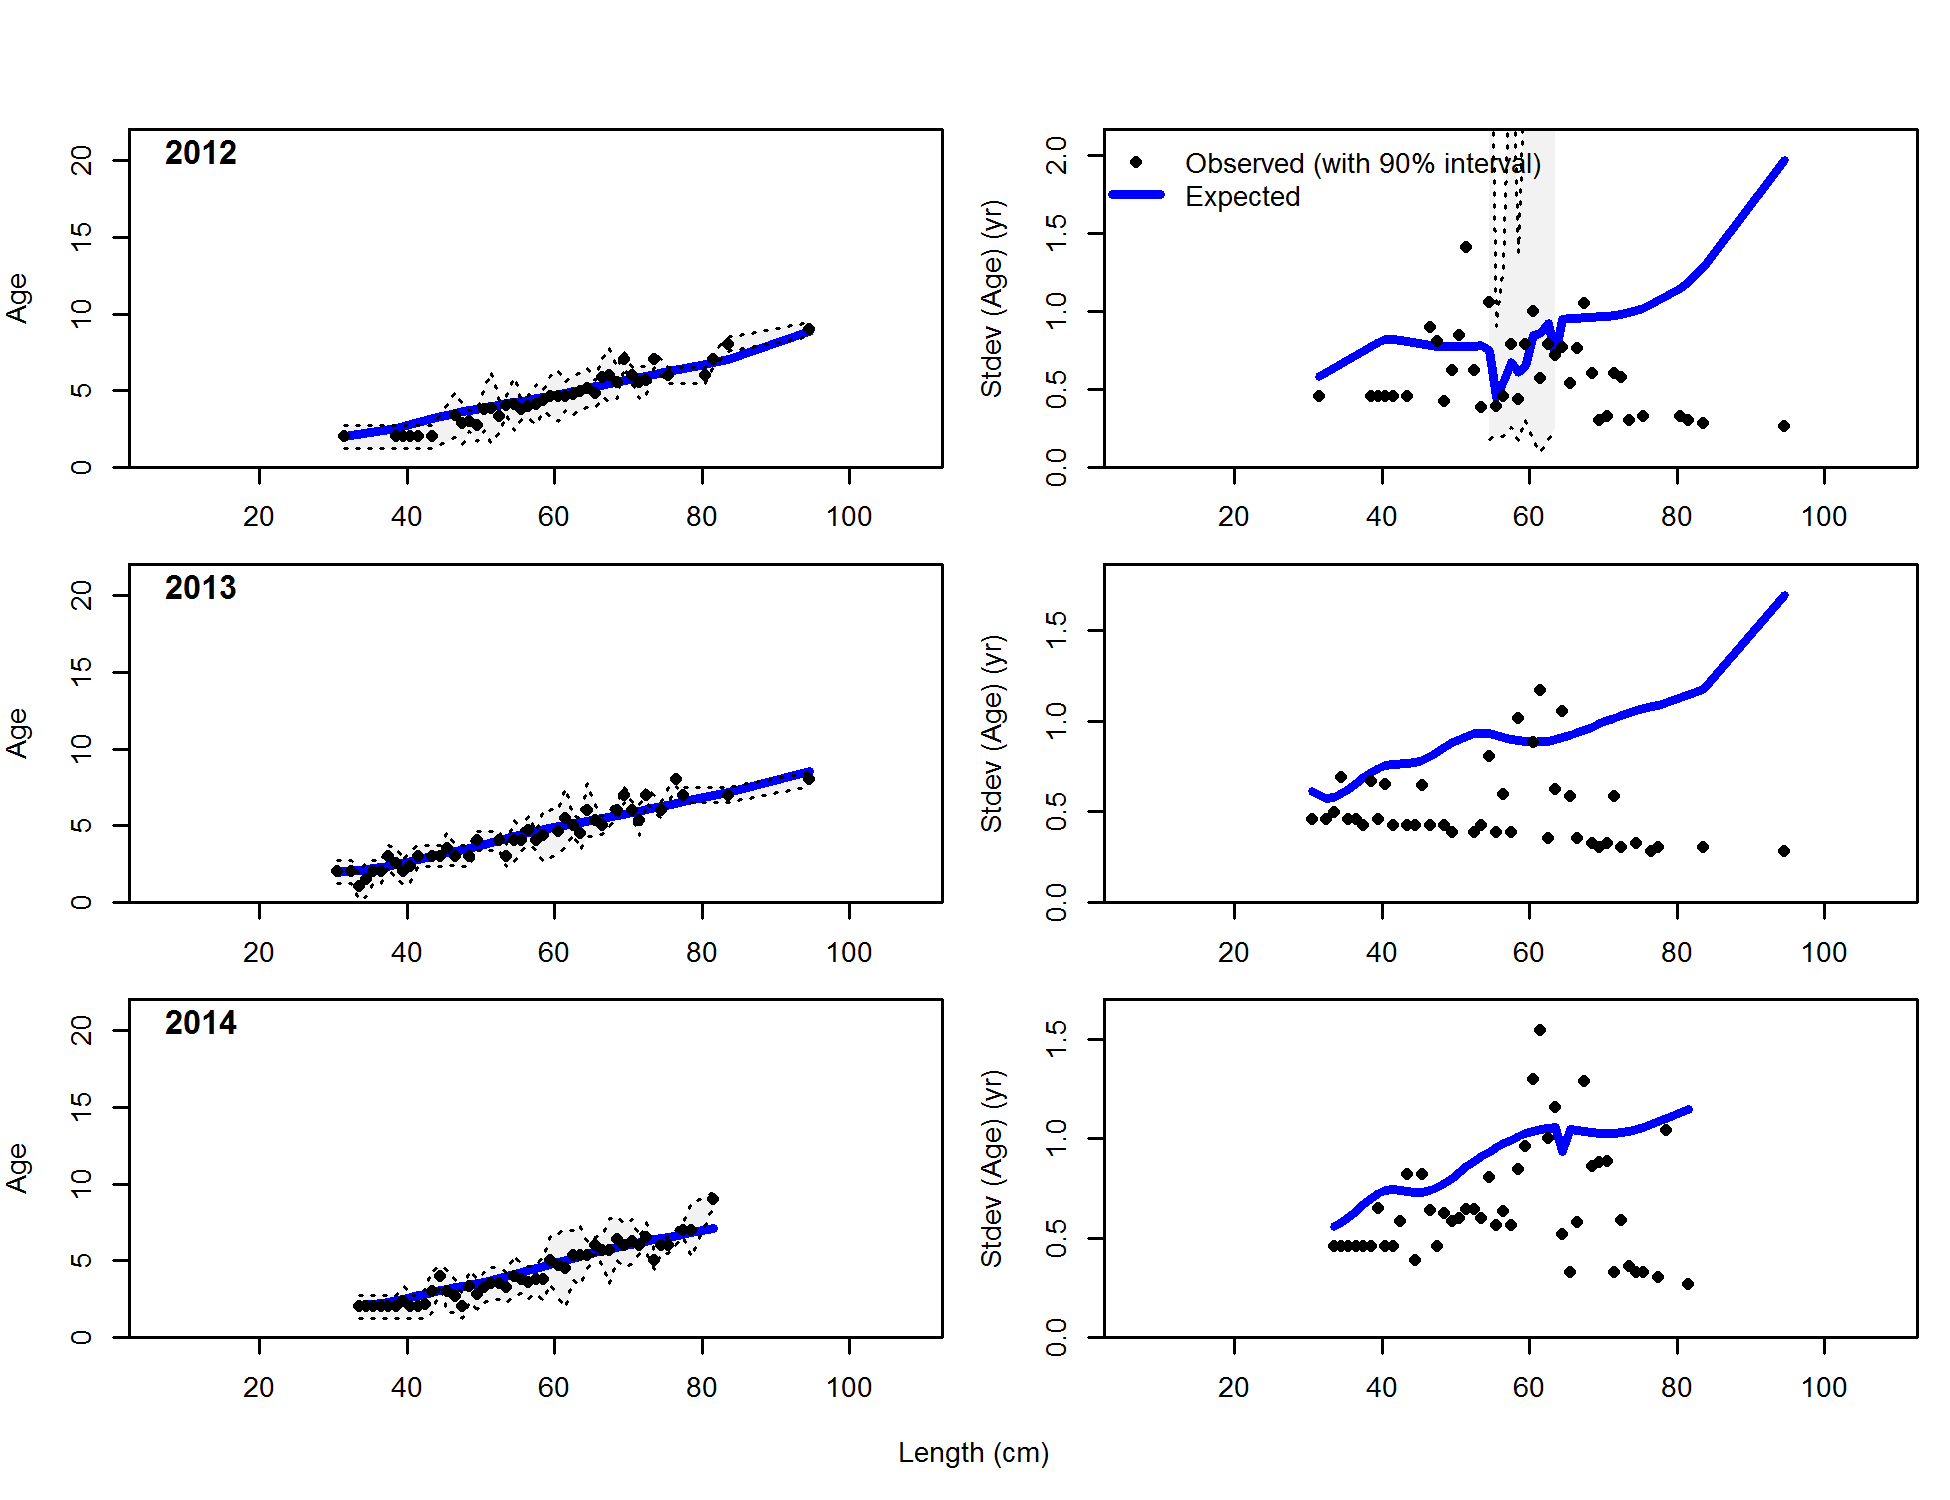 2012
Age
0 5 10 15 20
20 40 60 80 100
Observed (with 90% interval)
Expected
Stdev (Age) (yr)
0.0 0.5 1.0 1.5 2.0
20 40 60 80 100
2013
Age
0 5 10 15 20
20 40 60 80 100
Stdev (Age) (yr)
0.0 0.5 1.0 1.5
20 40 60 80 100
2014
Age
0 5 10 15 20
20 40 60 80 100
Stdev (Age) (yr)
0.0 0.5 1.0 1.5
20 40 60 80 100
Length (cm)